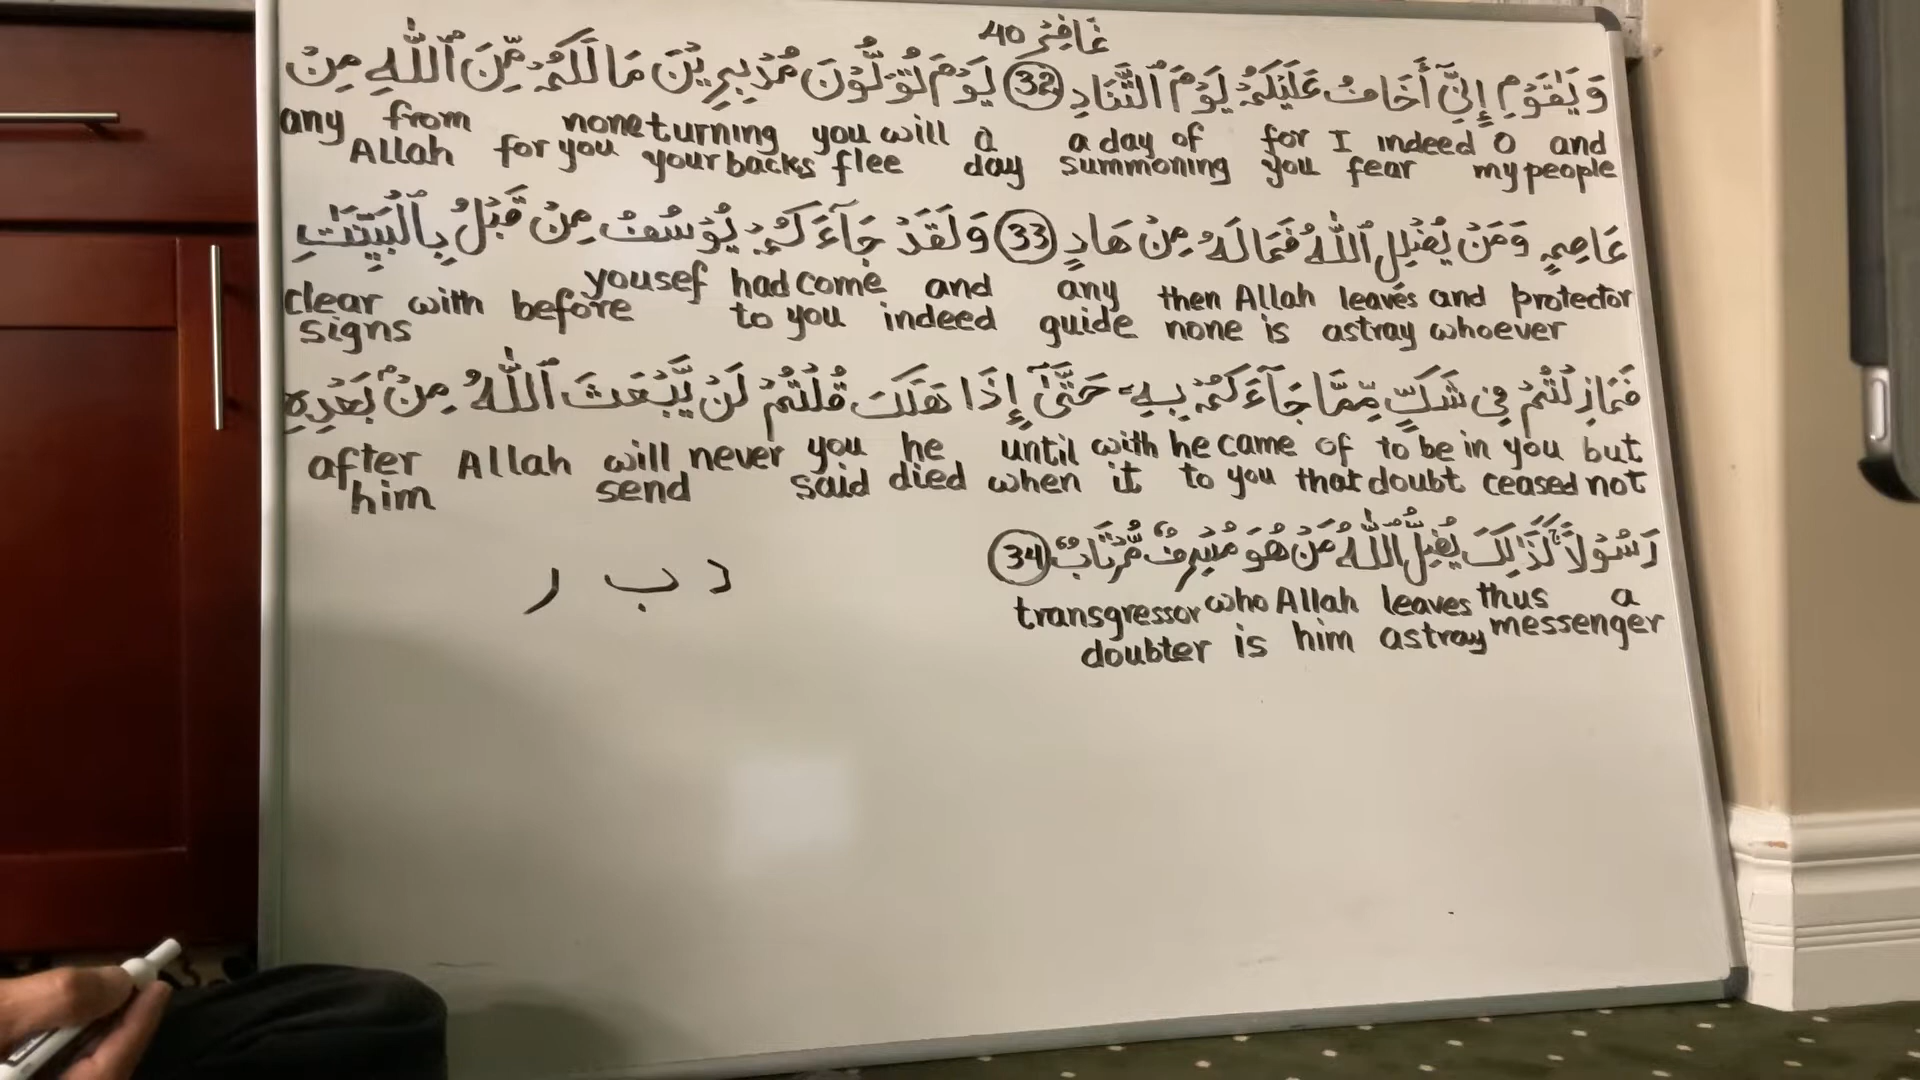 غَافِرْ 40
وَيَٰقَوْمِ إِنِّىٓ أَخَافُ عَلَيْكُمْ يَوْمَ ٱلتَّنَادِ (32) يَوْمَ تُوَلُّوْنَ مُدْبِرِيْنَ مَا لَكُمْ مِّنَ ٱللَّهِ مِنْ
any from none turning you will a a day of for I indeed O and
Allah for you your backs flee day summoning you fear my people
عَاصِمٍ وَمَنْ يُضْلِلِ ٱللَّهُ فَمَا لَهُ مِنْ هَادٍ (33) وَلَقَدْ جَآءَكُمْ يُوْسُفُ مِنْ قَبْلُ بِٱلْبَيِّنَٰتِ
clear with before yousef had come and any then Allah leaves and protector
signs to you indeed guide none is astray whoever
فَمَازِلْتُمْ فِى شَكٍّ مِّمَّا جَآءَكُمْ بِهِۦ حَتَّىٰٓ إِذَا هَلَكَ قُلْتُمْ لَنْ يَّبْعَثَ ٱللَّهُ مِنْۢ بَعْدِهِ
after Allah will never you he until with he came of to be in you but
him send said died when it to you that doubt ceased not
رَسُوْلًا ۚ كَذَٰلِكَ يُضِلُّ ٱللَّهُ مَنْ هُوَ مُسْرِفٌ مُّرْتَابٌ (34)
transgressor who Allah leaves thus a
doubter is him astray messenger
د ب ر